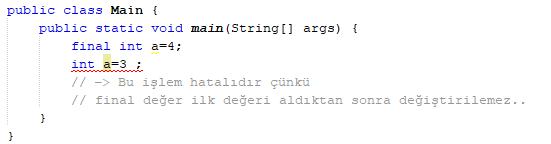 public class Main {
public static void main(String[] args) {
final int a=4;
int a=3 ;
// —> Bu işlem hatalıdır çünkü
// final değer ilk değeri aldıktan sonra değiştirilemez..
}
}